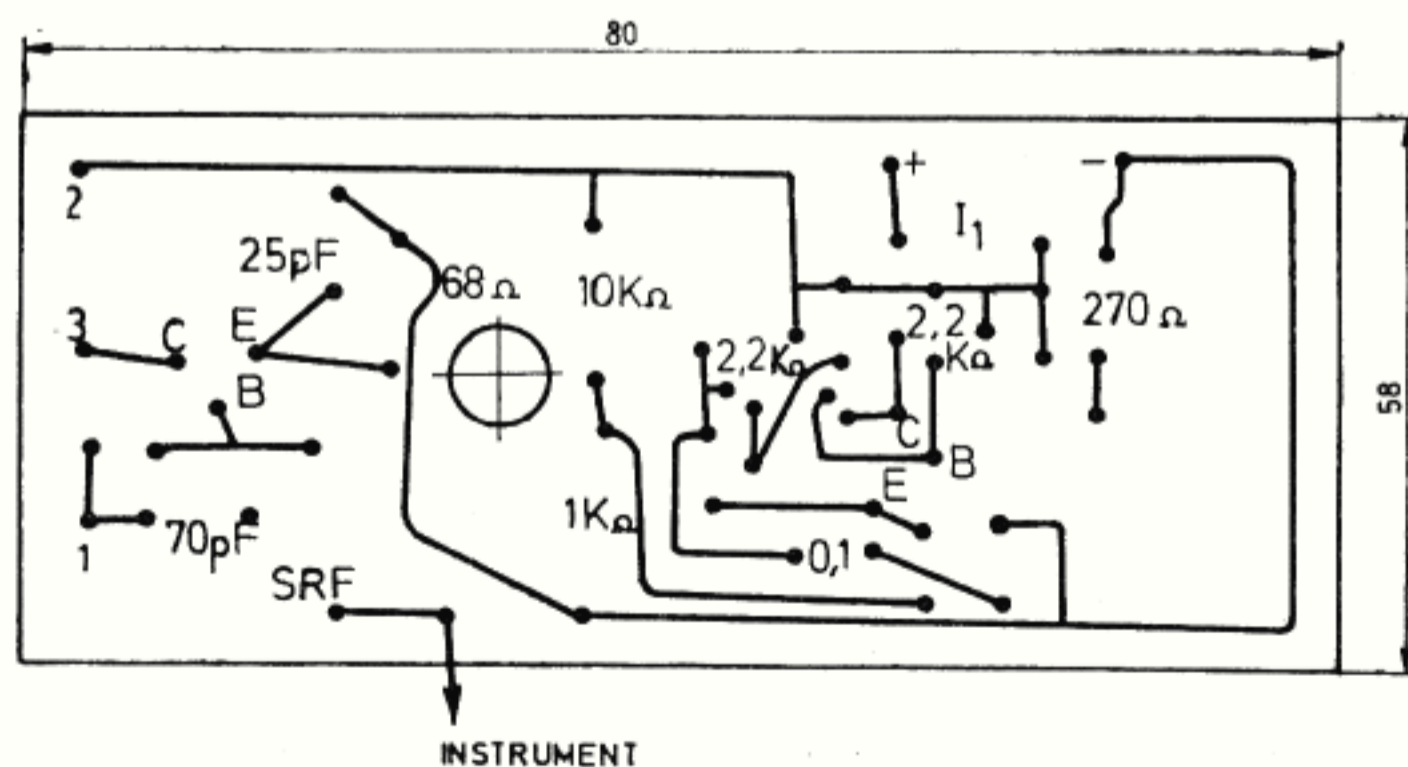 80
+
-
2
I1
25pF
68Ω
10KΩ
270Ω
3
C
E
2,2
2,2KΩ
KΩ
B
58
C
B
E
1KΩ
70pF
0,1
1
SRF
INSTRUMENT